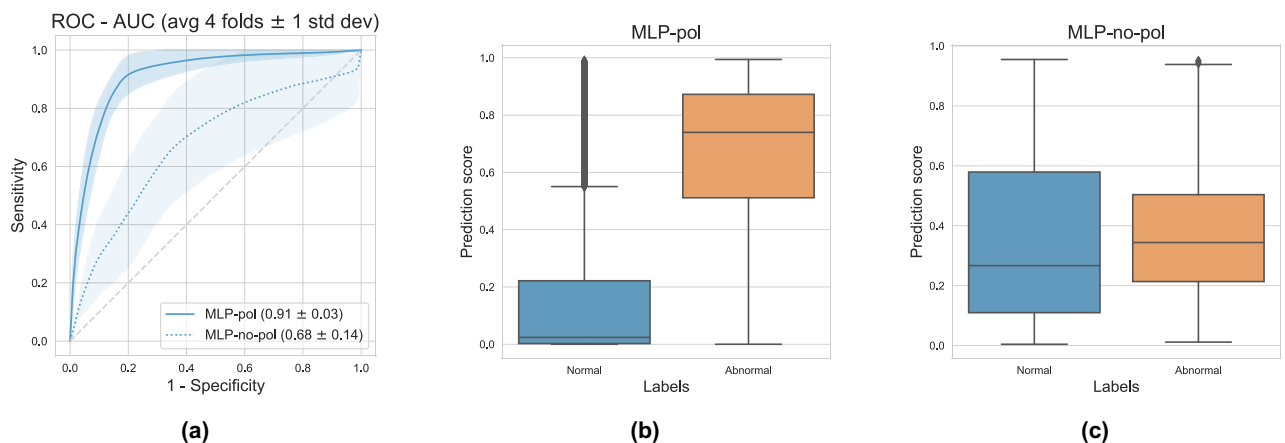 ROC - AUC (avg 4 folds ± 1 std dev)
1.0
0.8
0.6
0.4
0.2
0.0
Sensitivity
MLP-pol (0.91 ± 0.03)
MLP-no-pol (0.68 ± 0.14)
0.0 0.2 0.4 0.6 0.8 1.0
1 - Specificity
(a)
MLP-pol
1.0
0.8
0.6
0.4
0.2
0.0
Prediction score
Normal Abnormal
Labels
(b)
MLP-no-pol
1.0
0.8
0.6
0.4
0.2
0.0
Prediction score
Normal Abnormal
Labels
(c)